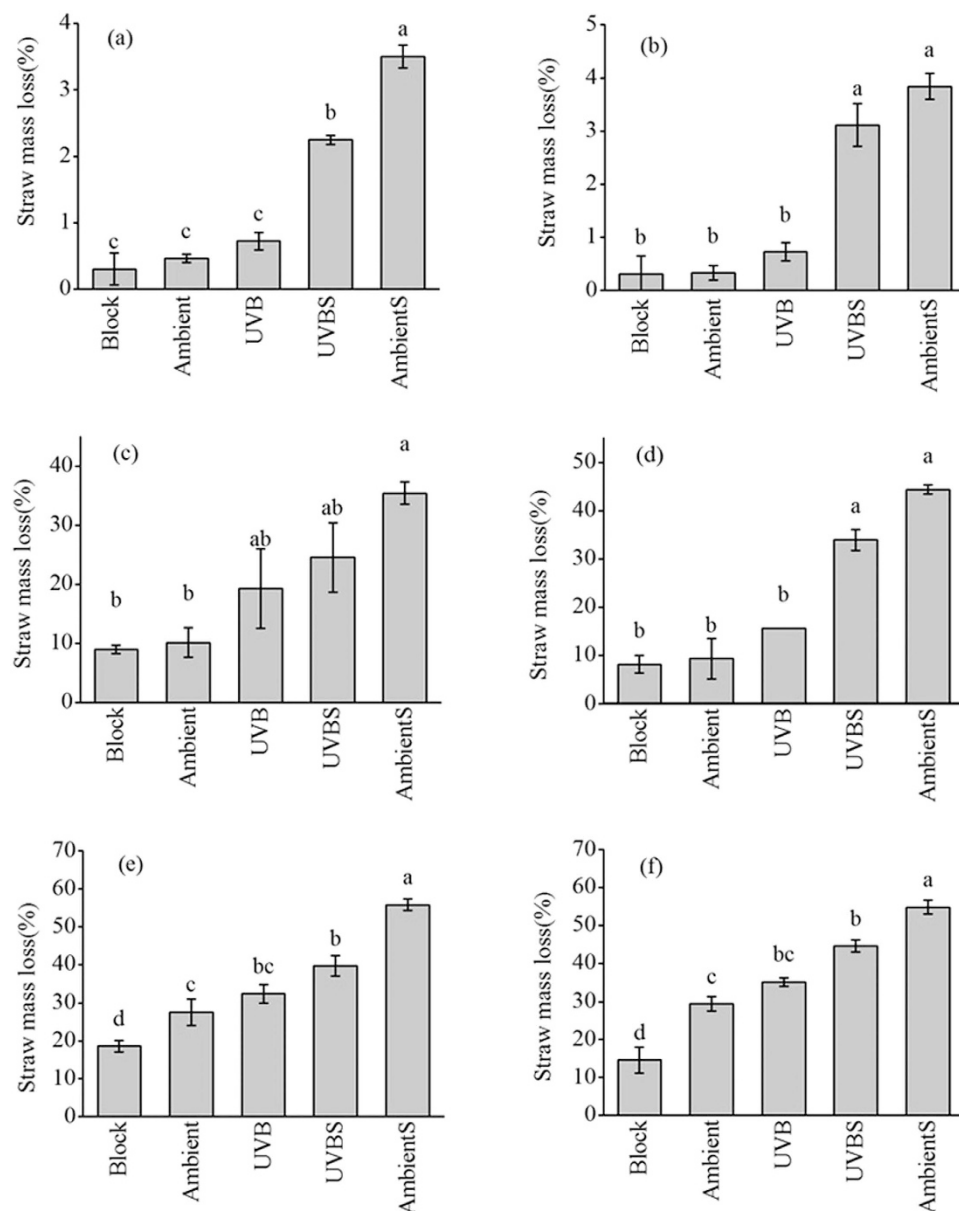 (a)
Straw mass loss(%)
4
3
2
1
0
c
c
c
b
a
Block
Ambient
UVB
UVBS
AmbientS
(b)
Straw mass loss(%)
5
4
3
1
0
b
b
b
a
a
Block
Ambient
UVB
UVBS
AmbientS
(c)
Straw mass loss(%)
40
30
20
10
0
b
b
ab
ab
a
Block
Ambient
UVB
UVBS
AmbientS
(d)
Straw mass loss(%)
50
40
30
20
10
0
b
b
b
a
a
Block
Ambient
UVB
UVBS
AmbientS
(e)
Straw mass loss(%)
70
60
50
40
30
20
10
0
d
c
bc
b
a
Block
Ambient
UVB
UVBS
AmbientS
(f)
Straw mass loss(%)
70
60
50
40
30
20
10
0
d
c
bc
b
a
Block
Ambient
UVB
UVBS
AmbientS